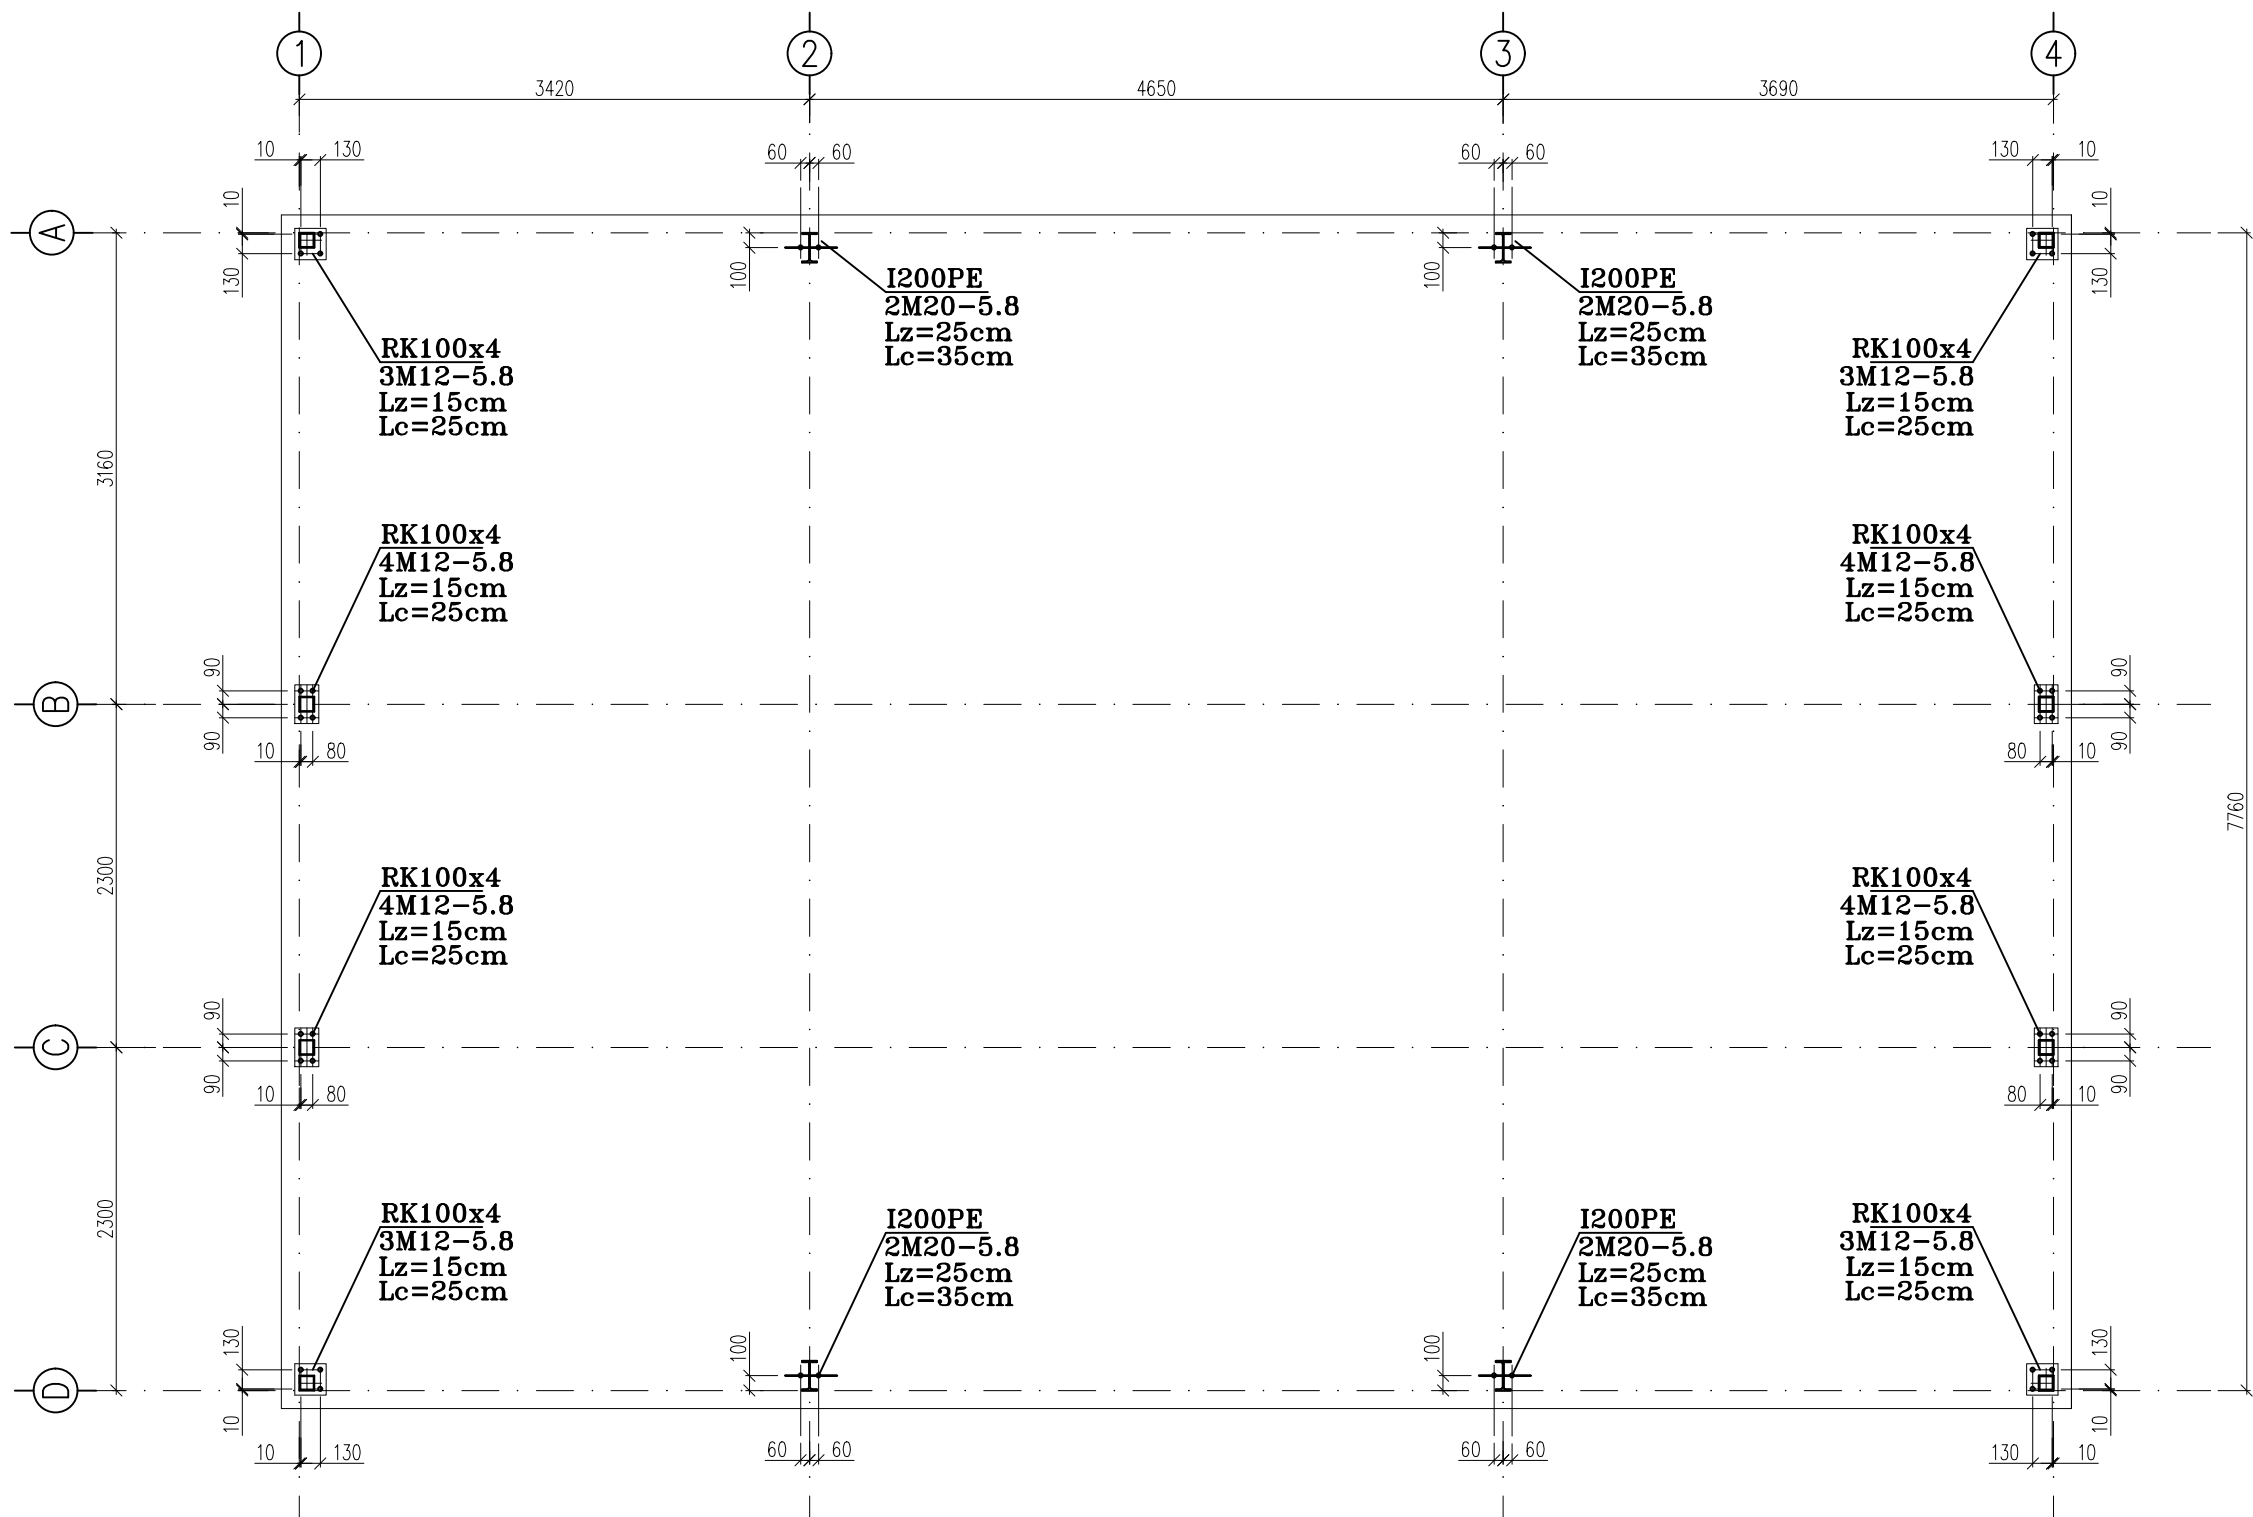 1
2
3
4
3420
4650
3690
10
130
60
60
60
60
130
10
A
10
130
100
100
10
130
I200PE
2M20-5.8
Lz=25cm
Lc=35cm
I200PE
2M20-5.8
Lz=25cm
Lc=35cm
RK100x4
3M12-5.8
Lz=15cm
Lc=25cm
RK100x4
3M12-5.8
Lz=15cm
Lc=25cm
3160
RK100x4
4M12-5.8
Lz=15cm
Lc=25cm
RK100x4
4M12-5.8
Lz=15cm
Lc=25cm
B
90
90
90
90
10
80
80
10
7760
2300
RK100x4
4M12-5.8
Lz=15cm
Lc=25cm
RK100x4
4M12-5.8
Lz=15cm
Lc=25cm
C
90
90
90
90
10
80
80
10
2300
RK100x4
3M12-5.8
Lz=15cm
Lc=25cm
I200PE
2M20-5.8
Lz=25cm
Lc=35cm
I200PE
2M20-5.8
Lz=25cm
Lc=35cm
RK100x4
3M12-5.8
Lz=15cm
Lc=25cm
D
130
10
100
100
130
10
10
130
60
60
60
60
130
10